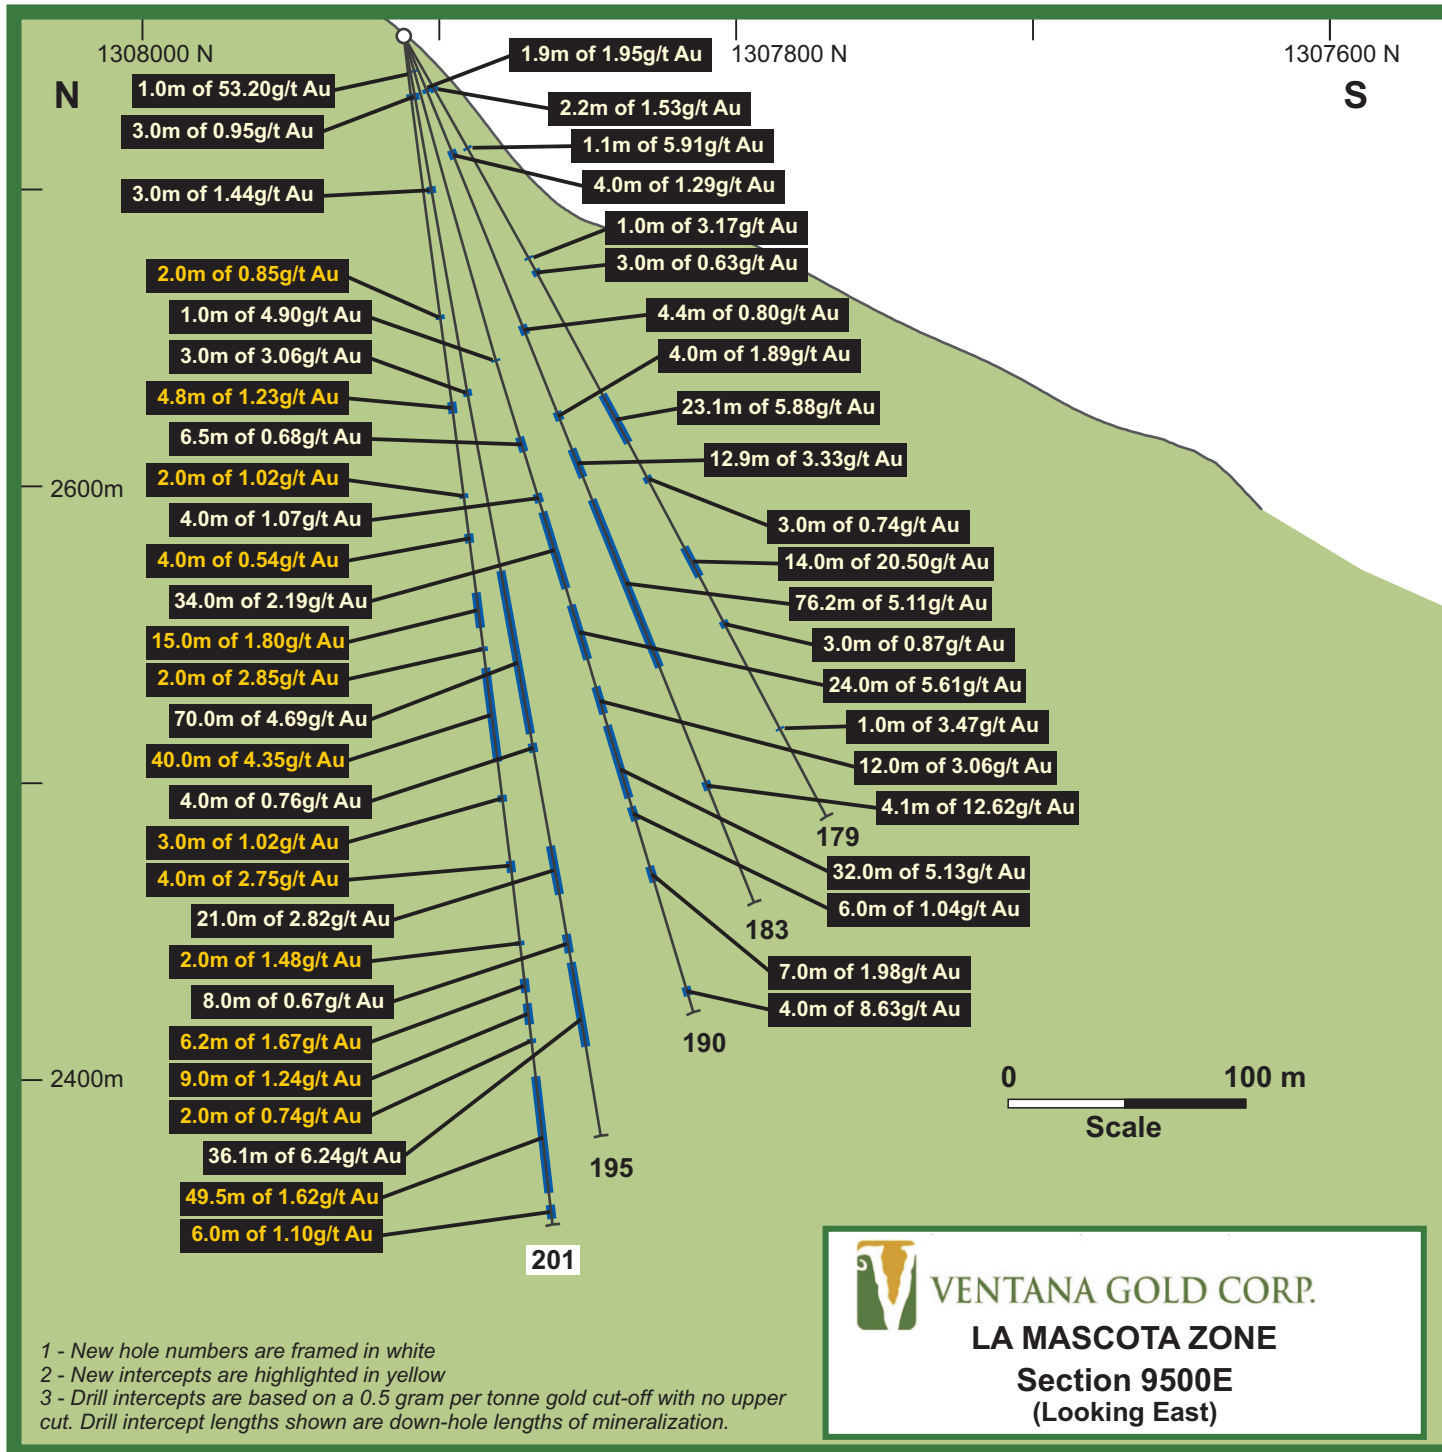 1308000 N
1307800 N
1307600 N
N
S
1.9m of 1.95g/t Au
1.0m of 53.20g/t Au
2.2m of 1.53g/t Au
3.0m of 0.95g/t Au
1.1m of 5.91g/t Au
4.0m of 1.29g/t Au
3.0m of 1.44g/t Au
1.0m of 3.17g/t Au
3.0m of 0.63g/t Au
2.0m of 0.85g/t Au
1.0m of 4.90g/t Au
4.4m of 0.80g/t Au
3.0m of 3.06g/t Au
4.0m of 1.89g/t Au
4.8m of 1.23g/t Au
23.1m of 5.88g/t Au
6.5m of 0.68g/t Au
12.9m of 3.33g/t Au
2.0m of 1.02g/t Au
2600m
4.0m of 1.07g/t Au
3.0m of 0.74g/t Au
4.0m of 0.54g/t Au
14.0m of 20.50g/t Au
34.0m of 2.19g/t Au
76.2m of 5.11g/t Au
15.0m of 1.80g/t Au
3.0m of 0.87g/t Au
2.0m of 2.85g/t Au
24.0m of 5.61g/t Au
70.0m of 4.69g/t Au
1.0m of 3.47g/t Au
40.0m of 4.35g/t Au
12.0m of 3.06g/t Au
4.0m of 0.76g/t Au
4.1m of 12.62g/t Au
179
3.0m of 1.02g/t Au
4.0m of 2.75g/t Au
32.0m of 5.13g/t Au
21.0m of 2.82g/t Au
6.0m of 1.04g/t Au
183
2.0m of 1.48g/t Au
7.0m of 1.98g/t Au
8.0m of 0.67g/t Au
4.0m of 8.63g/t Au
6.2m of 1.67g/t Au
190
9.0m of 1.24g/t Au
2400m
2.0m of 0.74g/t Au
36.1m of 6.24g/t Au
195
49.5m of 1.62g/t Au
6.0m of 1.10g/t Au
201
0 100 m
Scale
VENTANA GOLD CORP.
LA MASCOTA ZONE
Section 9500E
(Looking East)
1 - New hole numbers are framed in white
2 - New intercepts are highlighted in yellow
3 - Drill intercepts are based on a 0.5 gram per tonne gold cut-off with no upper
cut. Drill intercept lengths shown are down-hole lengths of mineralization.